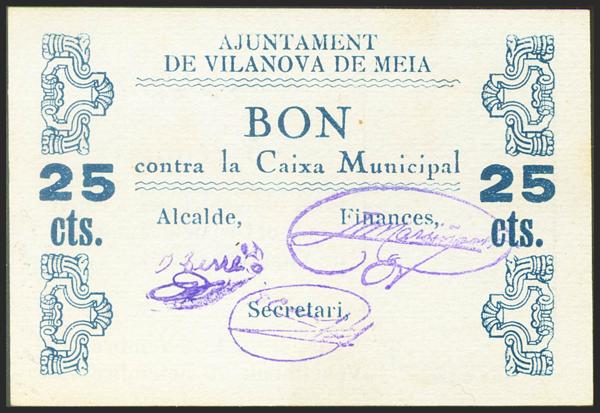 AJUNTAMENT
DE VILANOVA DE MEIA
BON
contra la Caixa Municipal
25 cts.
25 cts.
Alcalde,
Finances,
Secretari,